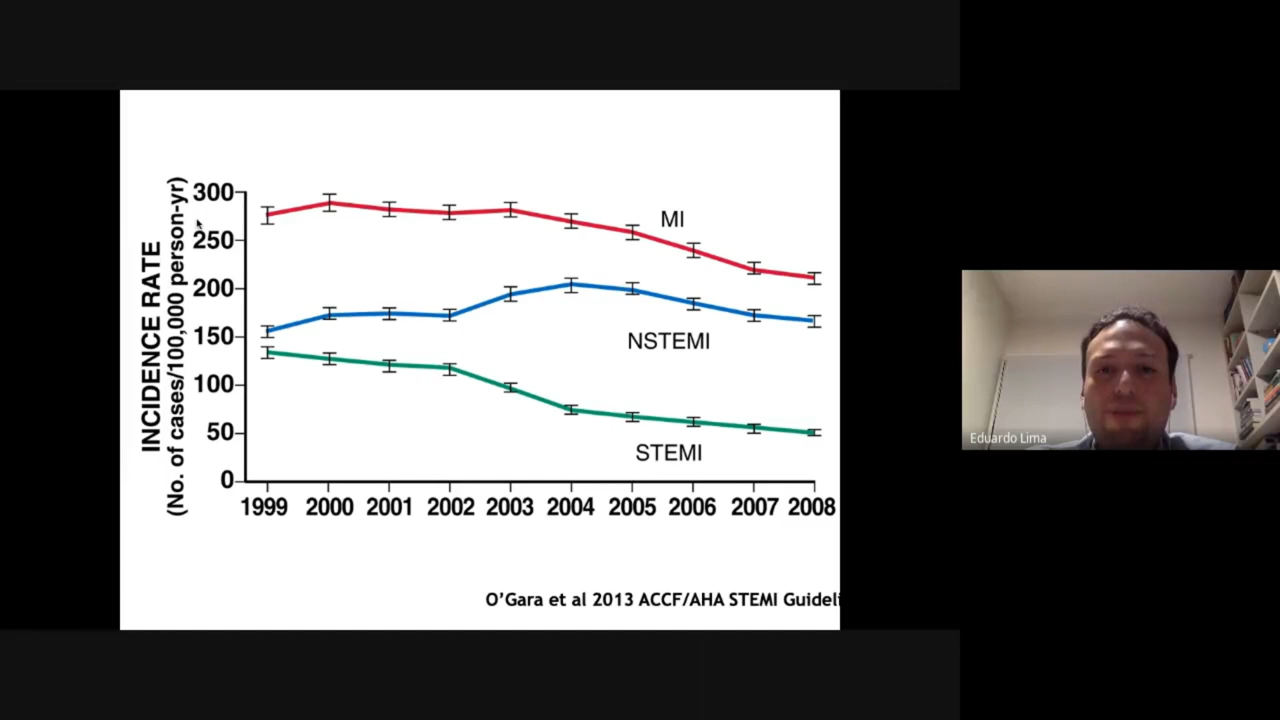 INCIDENCE RATE
(No. of cases/100,000 person-yr)
300
250
200
150
100
50
0
MI
NSTEMI
STEMI
1999 2000 2001 2002 2003 2004 2005 2006 2007 2008
O'Gara et al 2013 ACCF/AHA STEMI Guideli
Eduardo Lima